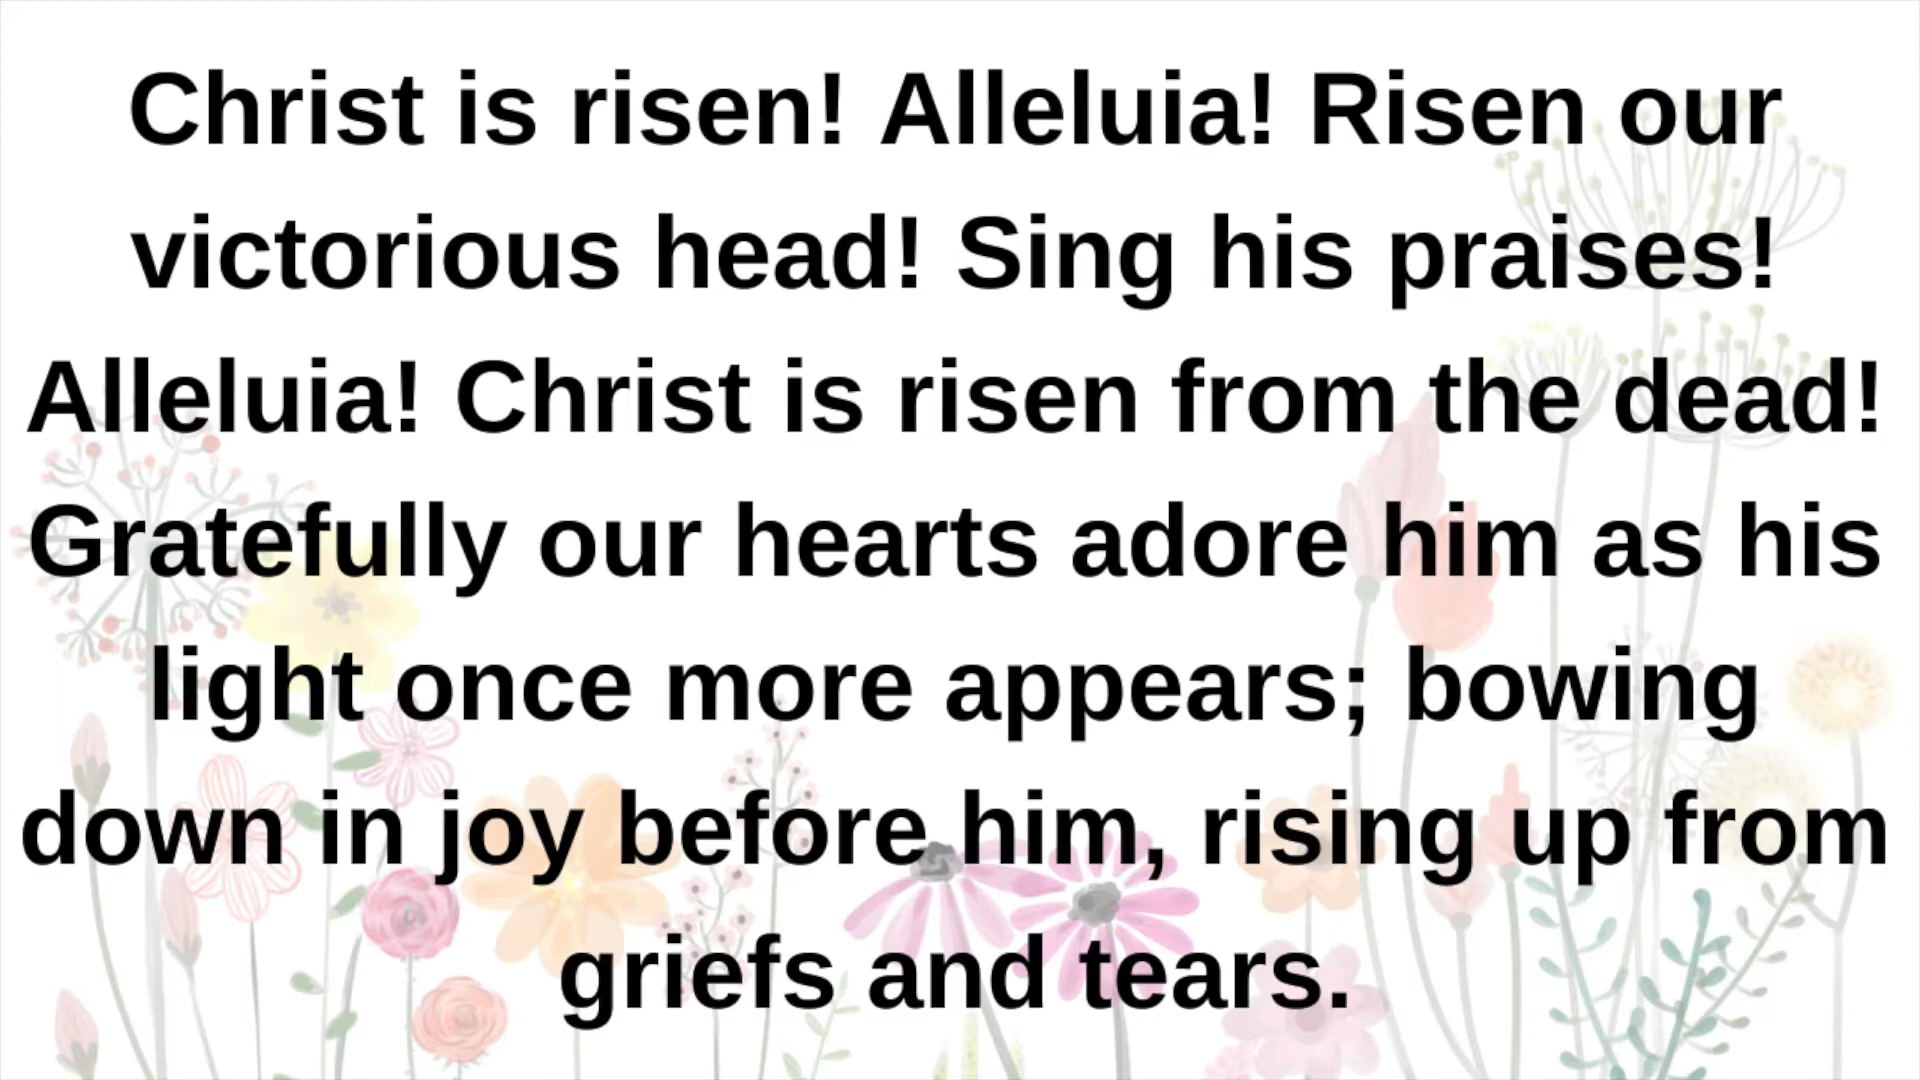 Christ is risen! Alleluia! Risen our
victorious head! Sing his praises!
Alleluia! Christ is risen from the dead!
Gratefully our hearts adore him as his
light once more appears; bowing
down in joy before him, rising up from
griefs and tears.